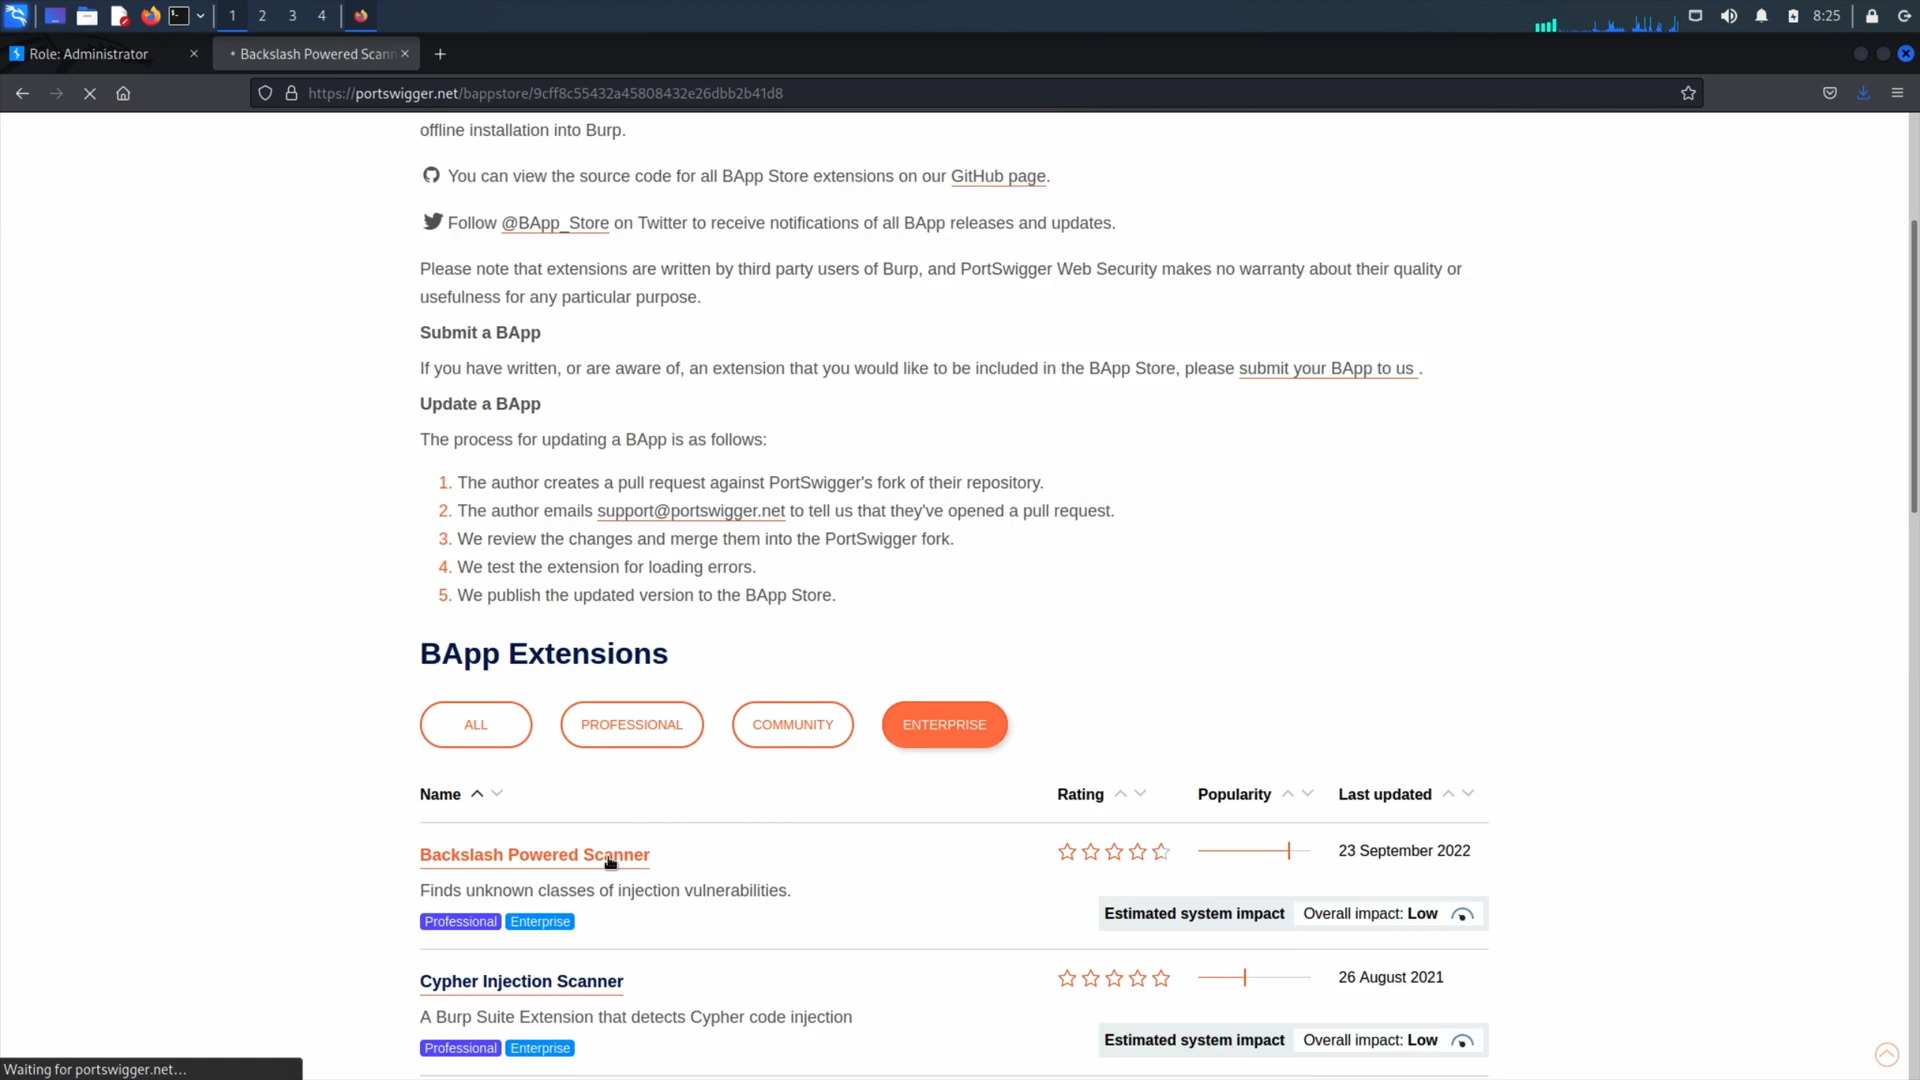 1 2 3 4 8:25
Role: Administrator
Backslash Powered Scann
https://portswigger.net/bappstore/9cff8c55432a45808432e26dbb2b41d8
offline installation into Burp.
You can view the source code for all BApp Store extensions on our GitHub page.
Follow @BApp_Store on Twitter to receive notifications of all BApp releases and updates.
Please note that extensions are written by third party users of Burp, and PortSwigger Web Security makes no warranty about their quality or
usefulness for any particular purpose.
Submit a BApp
If you have written, or are aware of, an extension that you would like to be included in the BApp Store, please submit your BApp to us .
Update a BApp
The process for updating a BApp is as follows:
1. The author creates a pull request against PortSwigger's fork of their repository.
2. The author emails support@portswigger.net to tell us that they've opened a pull request.
3. We review the changes and merge them into the PortSwigger fork.
4. We test the extension for loading errors.
5. We publish the updated version to the BApp Store.
BApp Extensions
ALL PROFESSIONAL COMMUNITY ENTERPRISE
Name Rating Popularity Last updated
Backslash Powered Scanner 23 September 2022
Finds unknown classes of injection vulnerabilities.
Professional Enterprise Estimated system impact Overall impact: Low
Cypher Injection Scanner 26 August 2021
A Burp Suite Extension that detects Cypher code injection
Professional Enterprise Estimated system impact Overall impact: Low
Waiting for portswigger.net...